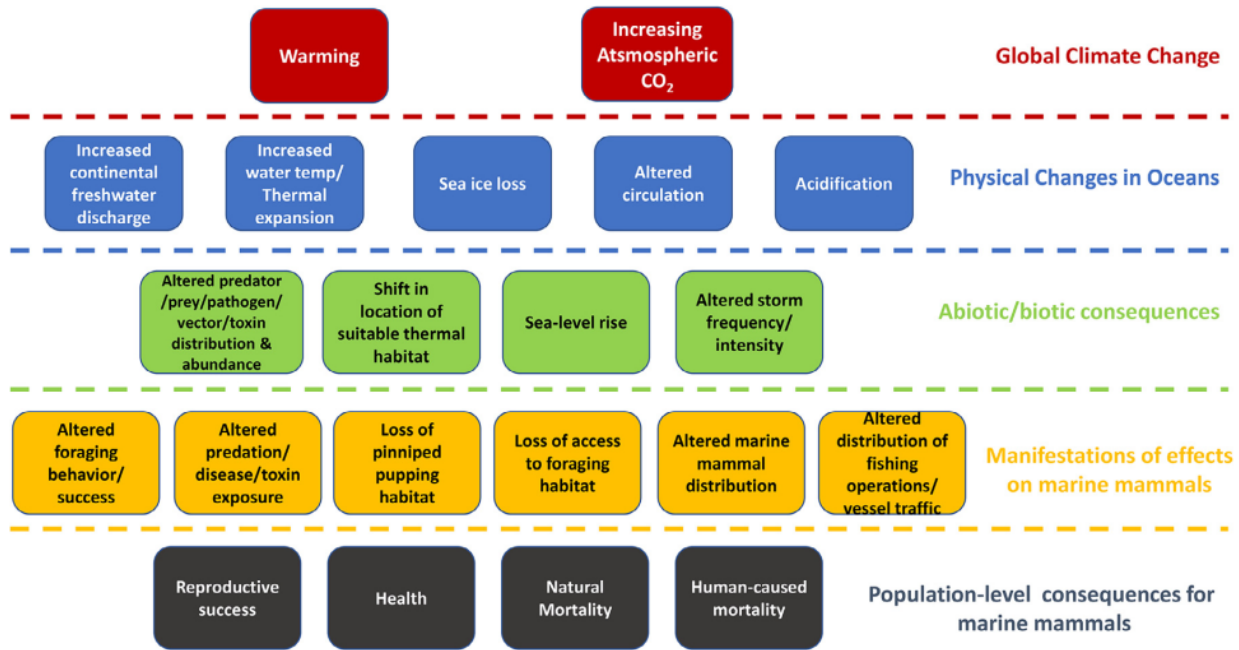 Warming
Increasing
Atsmospheric
CO₂
Global Climate Change
Increased
continental
freshwater
discharge
Increased
water temp/
Thermal
expansion
Sea ice loss
Altered
circulation
Acidification
Physical Changes in Oceans
Altered predator
/prey/pathogen/
vector/toxin
distribution &
abundance
Shift in
location of
suitable thermal
habitat
Sea-level rise
Altered storm
frequency/
intensity
Abiotic/biotic consequences
Altered
foraging
behavior/
success
Altered
predation/
disease/toxin
exposure
Loss of
pinniped
pupping
habitat
Loss of access
to foraging
habitat
Altered marine
mammal
distribution
Altered
distribution of
fishing
operations/
vessel traffic
Manifestations of effects
on marine mammals
Reproductive
success
Health
Natural
Mortality
Human-caused
mortality
Population-level consequences for
marine mammals